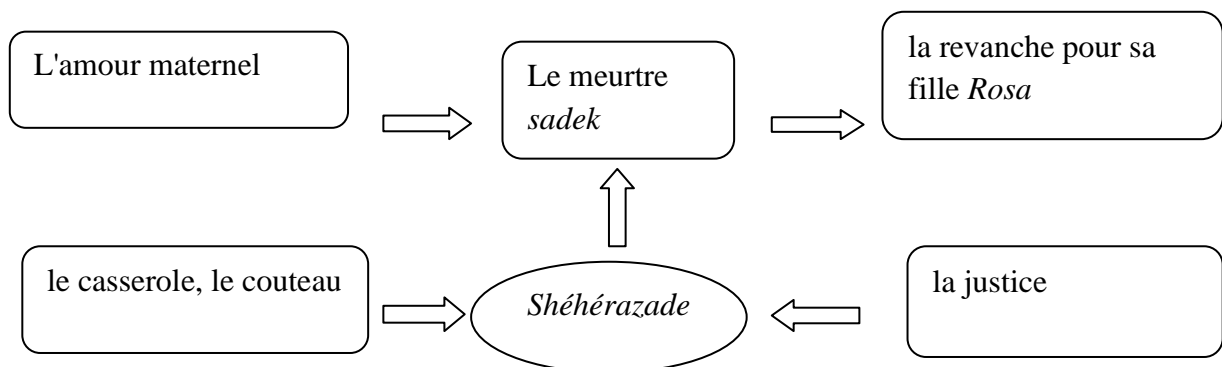 L'amour maternel
Le meurtre
sadek
la revanche pour sa
fille Rosa
le casserole, le couteau
Shéhérazade
la justice